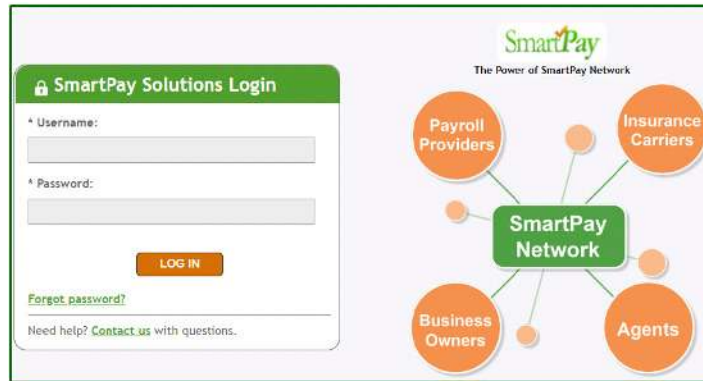 SmartPay Solutions Login
* Username:
* Password:
LOG IN
Forgot password?
Need help? Contact us with questions.
SmartPay
The Power of SmartPay Network
Payroll
Providers
Insurance
Carriers
SmartPay
Network
Business
Owners
Agents